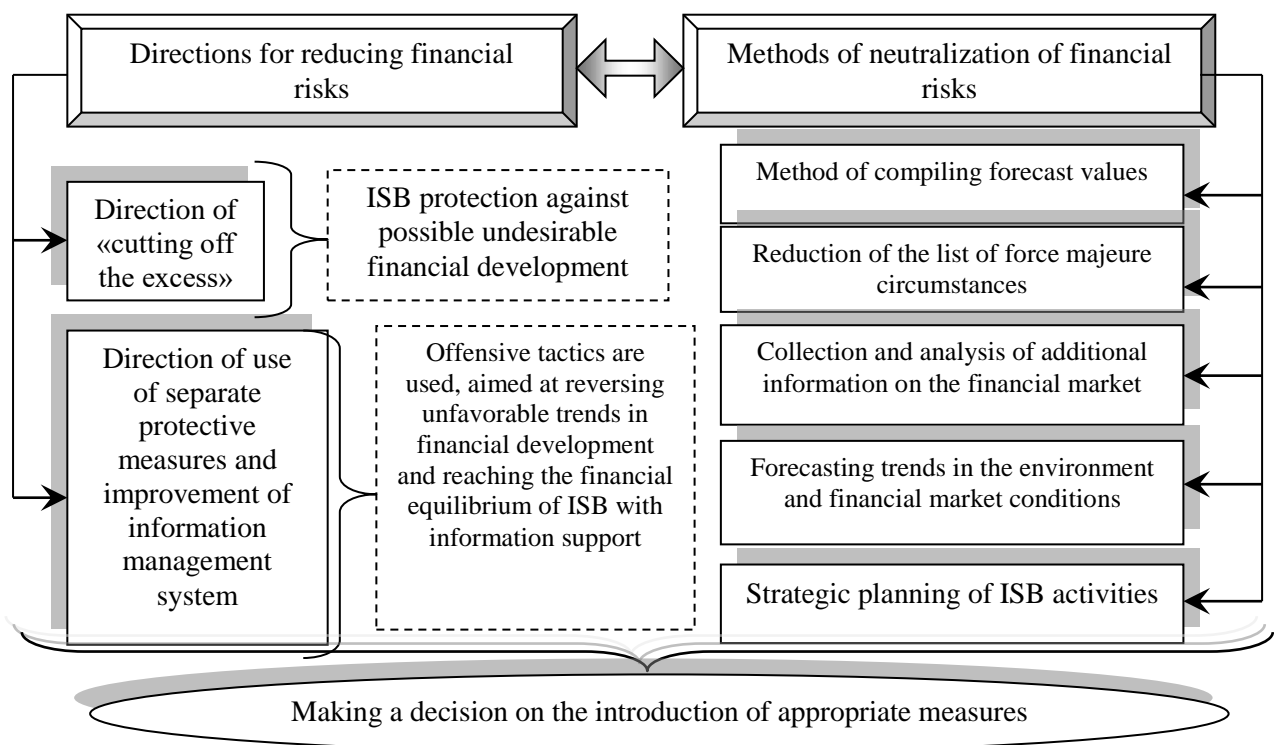 Directions for reducing financial
risks
Methods of neutralization of financial
risks
Direction of
«cutting off
the excess»
ISB protection against
possible undesirable
financial development
Direction of use
of separate
protective
measures and
improvement of
information
management
system
Offensive tactics are
used, aimed at reversing
unfavorable trends in
financial development
and reaching the financial
equilibrium of ISB with
information support
Method of compiling forecast values
Reduction of the list of force majeure
circumstances
Collection and analysis of additional
information on the financial market
Forecasting trends in the environment
and financial market conditions
Strategic planning of ISB activities
Making a decision on the introduction of appropriate measures